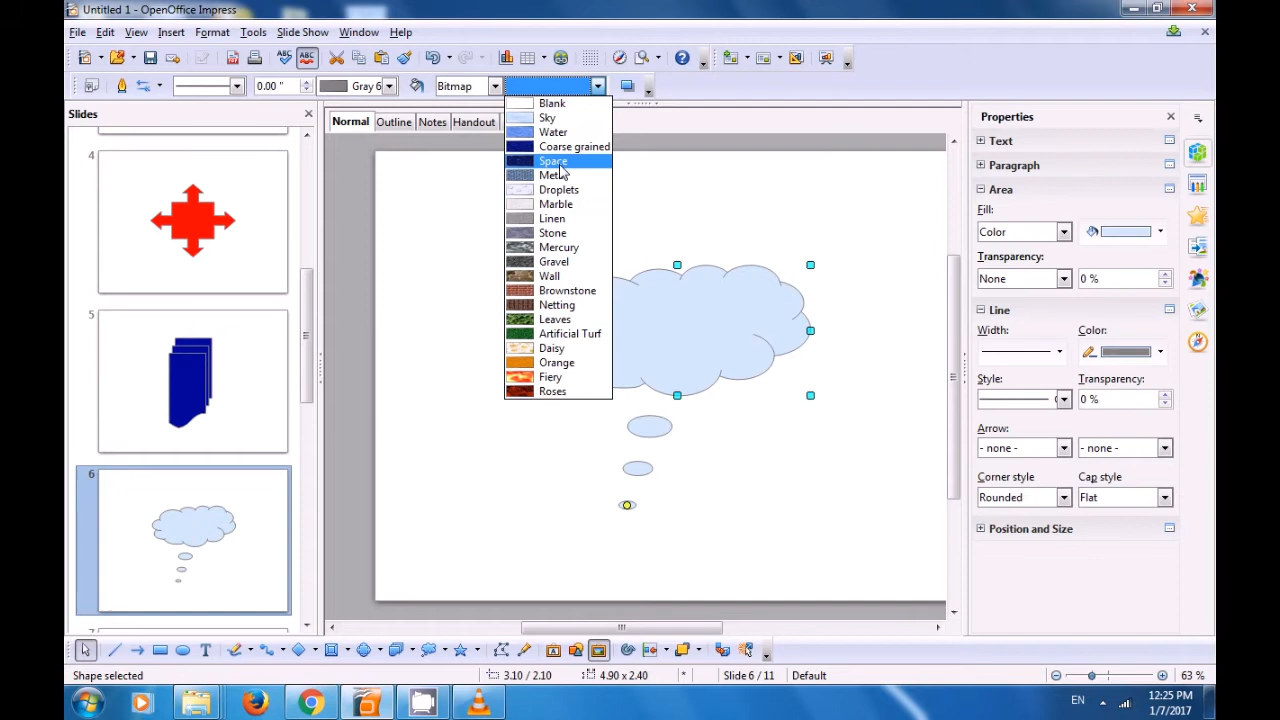 Untitled 1 - OpenOffice Impress
File Edit View Insert Format Tools Slide Show Window Help
0.00 " Gray 6 Bitmap
Slides
Normal Outline Notes Handout
Blank
Sky
Water
Coarse grained
Space
Metal
Droplets
Marble
Linen
Stone
Mercury
Gravel
Wall
Brownstone
Netting
Leaves
Artificial Turf
Daisy
Orange
Fiery
Roses
4
5
6
Properties
Text
Paragraph
Area
Fill:
Color
Transparency:
None 0 %
Line
Width: Color:
Style: Transparency:
0 %
Arrow:
- none - - none -
Corner style Cap style
Rounded Flat
Position and Size
Shape selected 3.10 / 2.10 4.90 x 2.40 * Slide 6 / 11 Default 63 %
EN 12:25 PM
1/7/2017